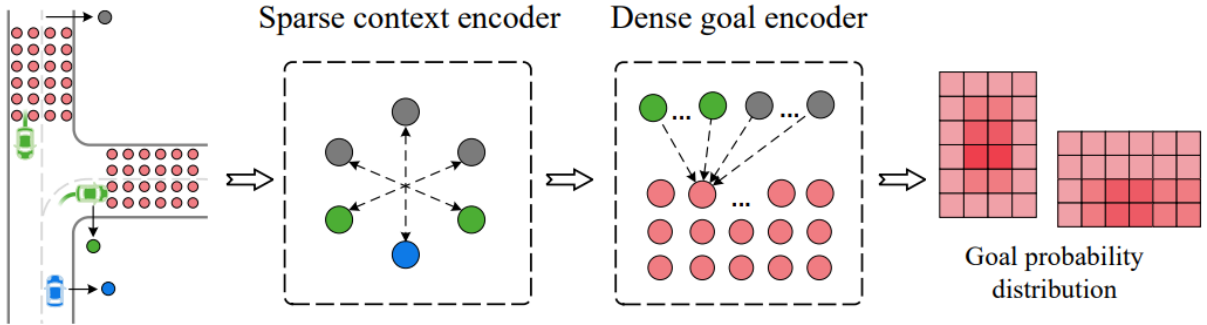 Sparse context encoder
Dense goal encoder
...
...
...
Goal probability
distribution